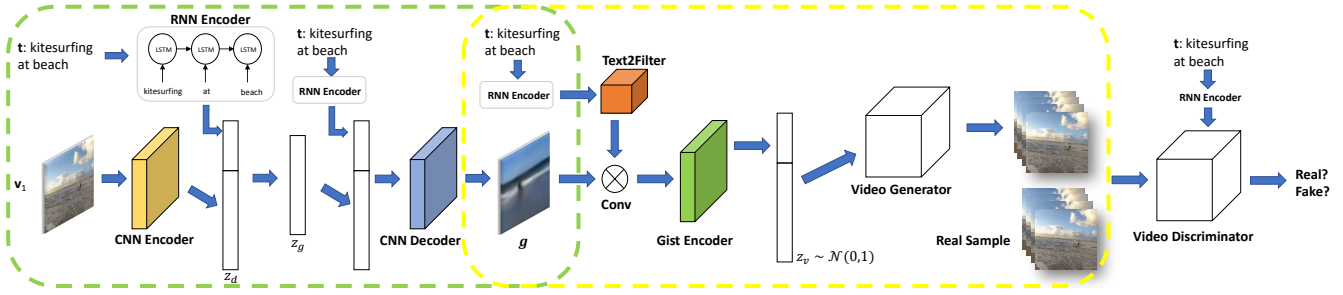 RNN Encoder
t: kitesurfing
at beach
LSTM
LSTM
LSTM
kitesurfing
at
beach
t: kitesurfing
at beach
RNN Encoder
t: kitesurfing
at beach
RNN Encoder
Text2Filter
t: kitesurfing
at beach
RNN Encoder
v₁
CNN Encoder
z_d
z_g
CNN Decoder
g
Conv
Gist Encoder
z_v ~ 𝒩(0,1)
Video Generator
Real Sample
Video Discriminator
Real?
Fake?